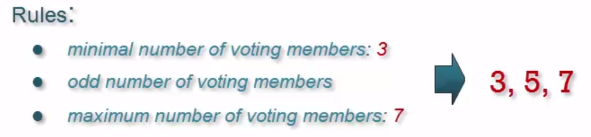 Rules:
minimal number of voting members: 3
odd number of voting members
maximum number of voting members: 7
3, 5, 7